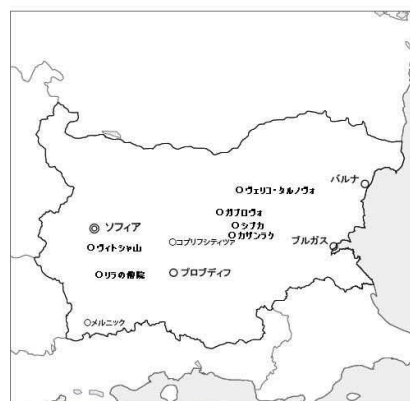 バルナ
ヴェリコ・タルノヴォ
ガブロヴォ
シプカ
カザンラク
ソフィア
コプリフシティツァ
ブルガス
ヴィトシャ山
リラの僧院
プロブディフ
メルニック